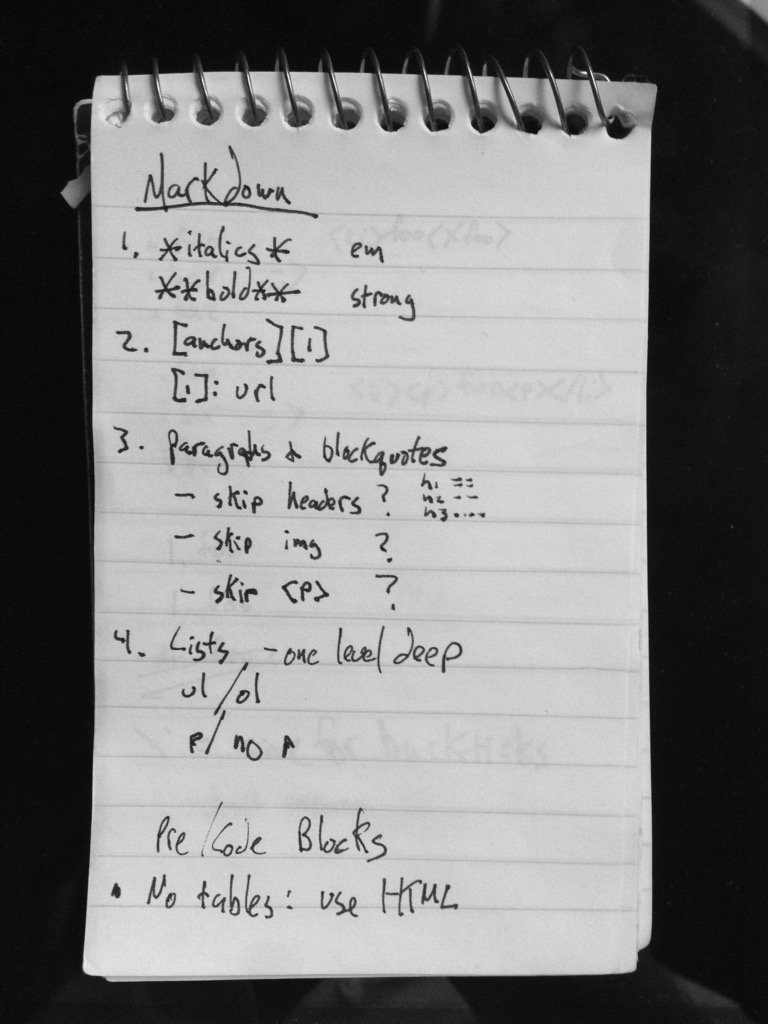 Markdown
1. *italics* em
**bold** strong
2. [anchors][1]
[1]: url
3. paragraphs & blockquotes
- skip headers ? h1 ==
h2 --
h3....
- skip img ?
- skip <p> ?
4. Lists - one level deep
ul/ol
p/no p
Pre/Code Blocks
• No tables: use HTML